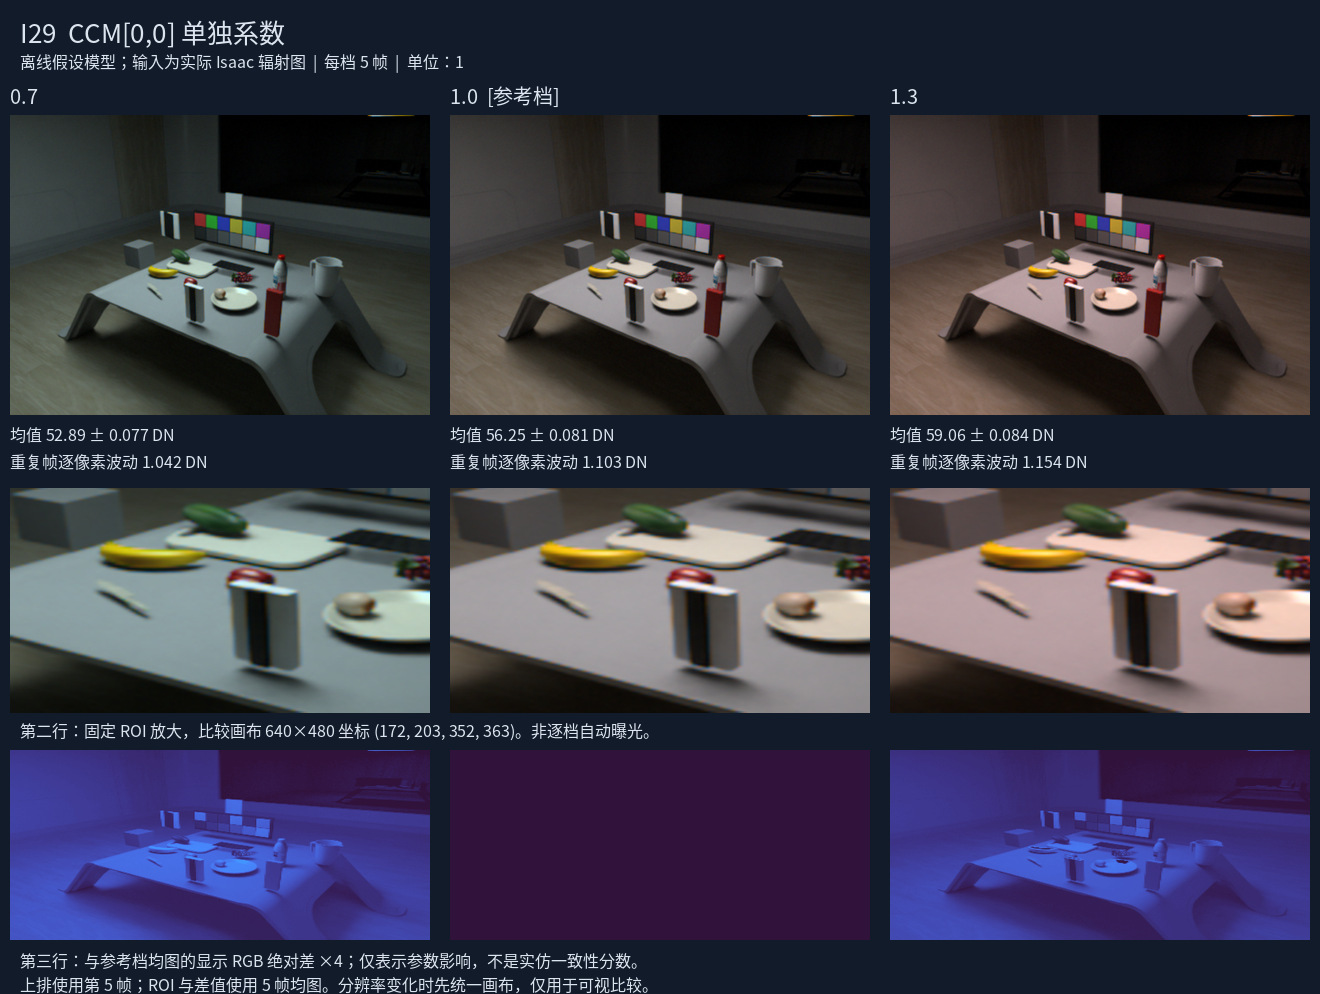 I29 CCM[0,0] 单独系数
离线假设模型；输入为实际 Isaac 辐射图 | 每档 5 帧 | 单位：1
0.7
1.0 [参考档]
1.3
均值 52.89 ± 0.077 DN
重复帧逐像素波动 1.042 DN
均值 56.25 ± 0.081 DN
重复帧逐像素波动 1.103 DN
均值 59.06 ± 0.084 DN
重复帧逐像素波动 1.154 DN
第二行：固定 ROI 放大，比较画布 640×480 坐标 (172, 203, 352, 363)。非逐档自动曝光。
第三行：与参考档均图的显示 RGB 绝对差 ×4；仅表示参数影响，不是实仿一致性分数。
上排使用第 5 帧；ROI 与差值使用 5 帧均图。分辨率变化时先统一画布，仅用于可视比较。